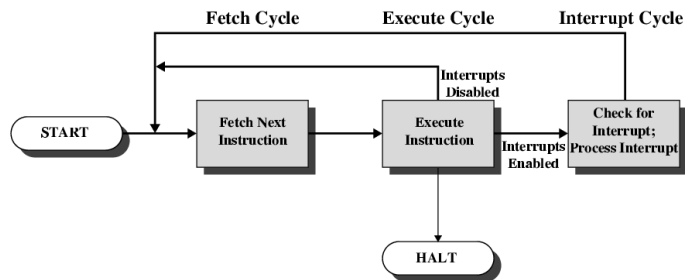 Fetch Cycle
Execute Cycle
Interrupt Cycle
Interrupts
Disabled
START
Fetch Next
Instruction
Execute
Instruction
Interrupts
Enabled
Check for
Interrupt;
Process Interrupt
HALT